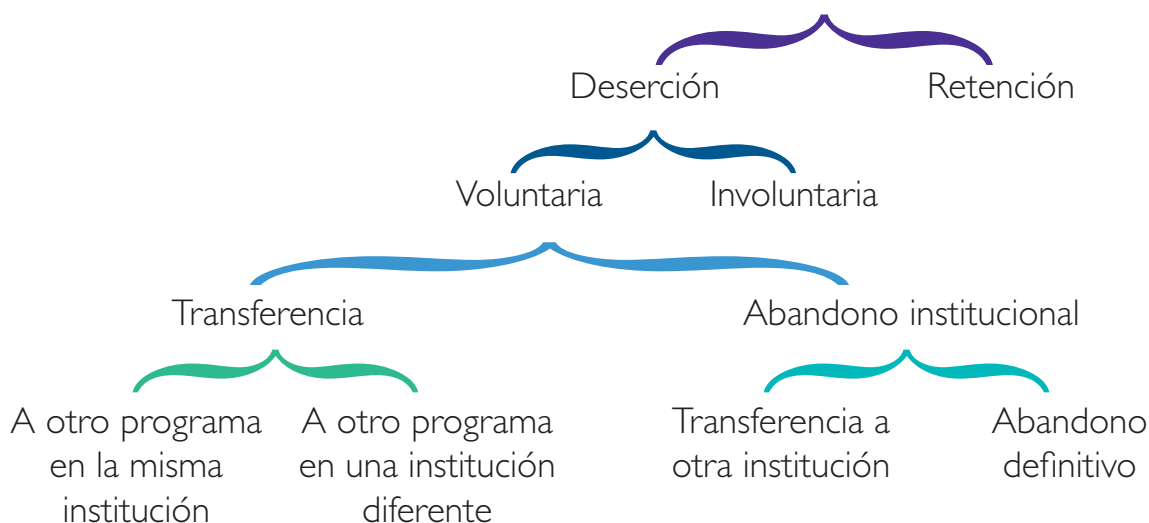 Deserción
Retención
Voluntaria
Involuntaria
Transferencia
Abandono institucional
A otro programa
en la misma
institución
A otro programa
en una institución
diferente
Transferencia a
otra institución
Abandono
definitivo